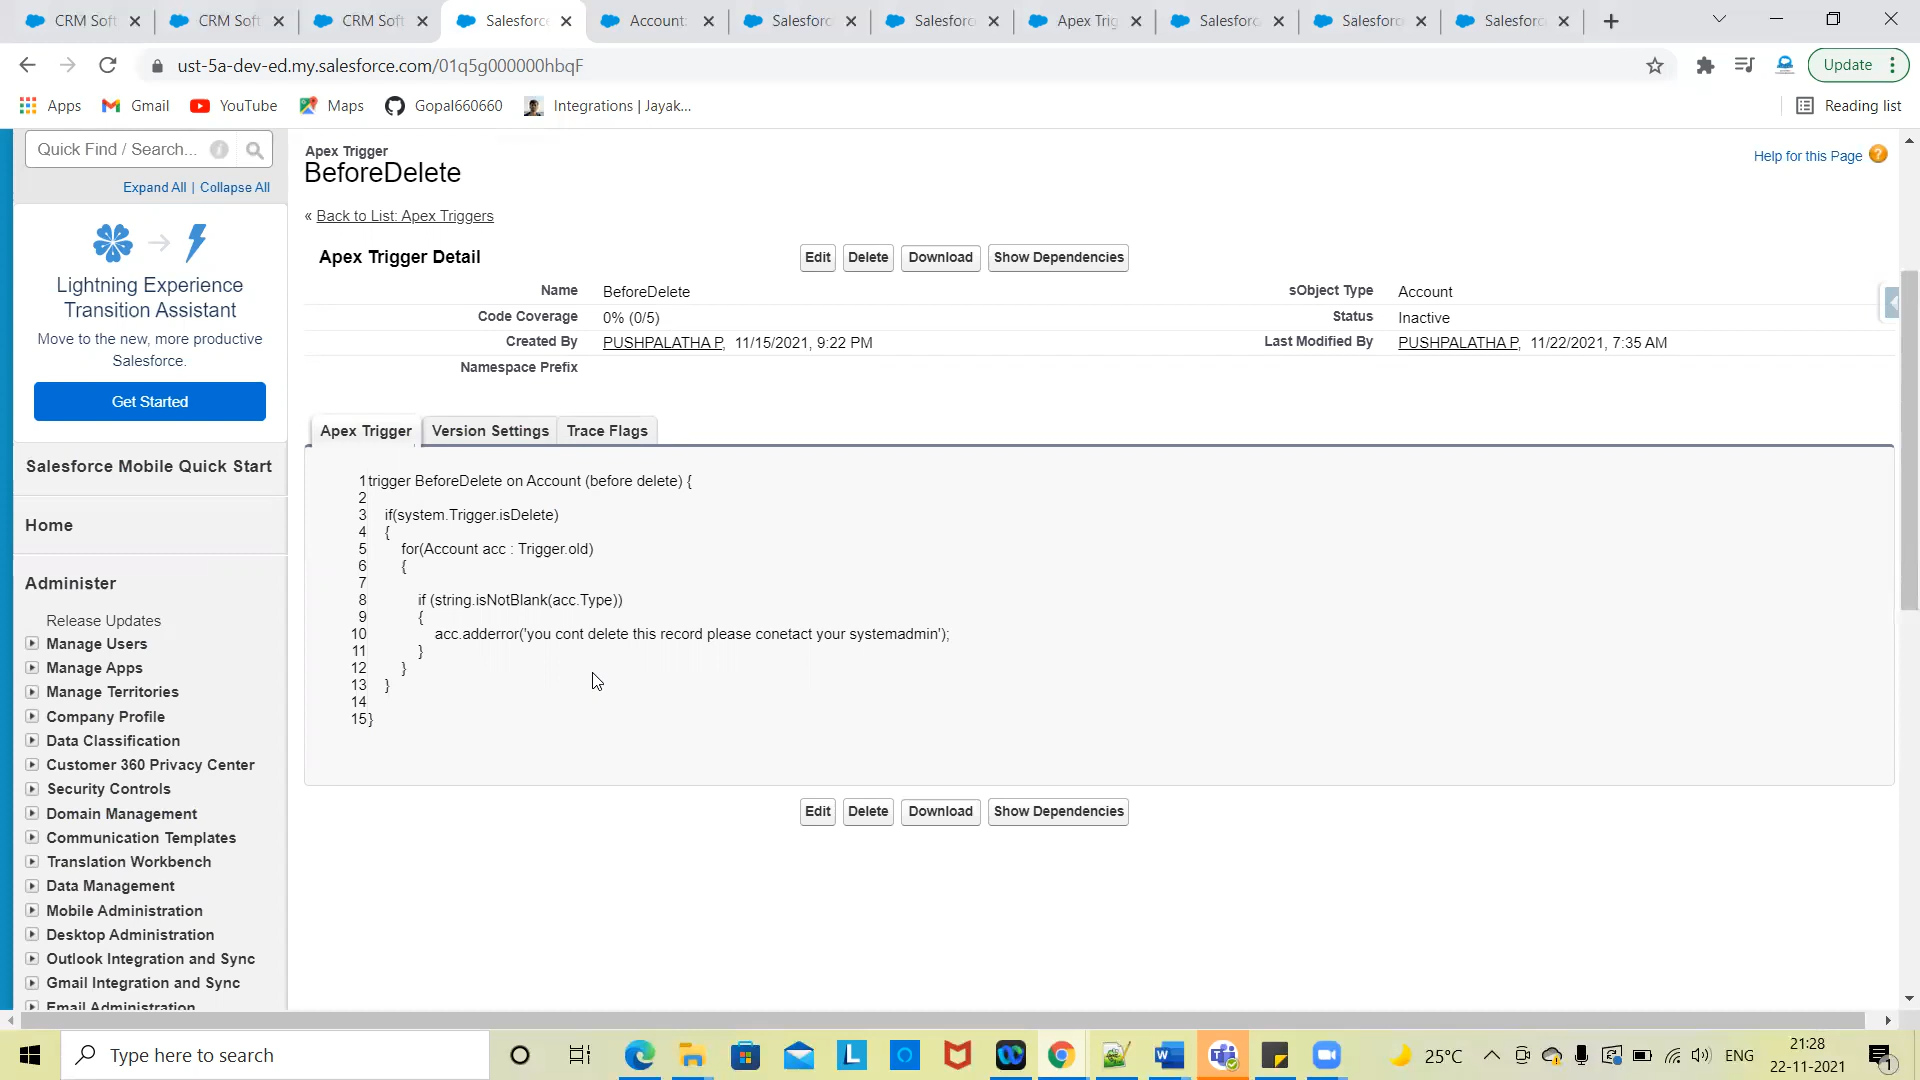 CRM Soft
CRM Soft
CRM Soft
Salesforc
Account:
Salesforc
Salesforc
Apex Trig
Salesforc
Salesforc
Salesforc
ust-5a-dev-ed.my.salesforce.com/01q5g000000hbqF
Update
Apps
Gmail
YouTube
Maps
Gopal660660
Integrations | Jayak...
Reading list
Quick Find / Search...
Expand All | Collapse All
Lightning Experience
Transition Assistant
Move to the new, more productive
Salesforce.
Get Started
Salesforce Mobile Quick Start
Home
Administer
Release Updates
Manage Users
Manage Apps
Manage Territories
Company Profile
Data Classification
Customer 360 Privacy Center
Security Controls
Domain Management
Communication Templates
Translation Workbench
Data Management
Mobile Administration
Desktop Administration
Outlook Integration and Sync
Gmail Integration and Sync
Email Administration
Apex Trigger
BeforeDelete
Help for this Page
« Back to List: Apex Triggers
Apex Trigger Detail
Edit Delete Download Show Dependencies
Name BeforeDelete sObject Type Account
Code Coverage 0% (0/5) Status Inactive
Created By PUSHPALATHA P, 11/15/2021, 9:22 PM Last Modified By PUSHPALATHA P, 11/22/2021, 7:35 AM
Namespace Prefix
Apex Trigger Version Settings Trace Flags
1 trigger BeforeDelete on Account (before delete) {
2
3 if(system.Trigger.isDelete)
4 {
5 for(Account acc : Trigger.old)
6 {
7
8 if (string.isNotBlank(acc.Type))
9 {
10 acc.adderror('you cont delete this record please conetact your systemadmin');
11 }
12 }
13 }
14
15 }
Edit Delete Download Show Dependencies
Type here to search
25°C
ENG
21:28
22-11-2021
1